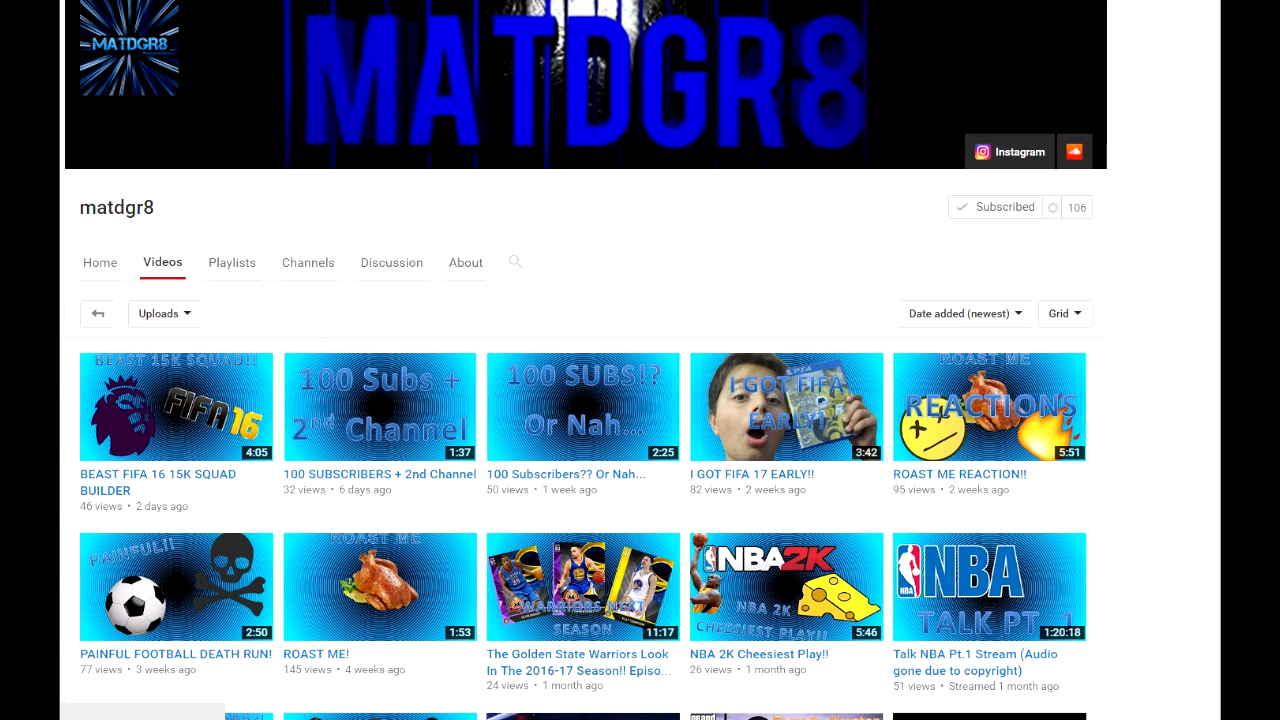 MATDGR8
MATDGR8
Instagram
matdgr8
Subscribed 106
Home Videos Playlists Channels Discussion About
Uploads Date added (newest) Grid
BEAST 15K SQUAD!!
FIFA 16
4:05
100 Subs +
2nd Channel
1:37
100 SUBS!?
Or Nah...
2:25
I GOT FIFA
EARLY!
3:42
ROAST ME
REACTIONS
5:51
BEAST FIFA 16 15K SQUAD
BUILDER
46 views • 2 days ago
100 SUBSCRIBERS + 2nd Channel
32 views • 6 days ago
100 Subscribers?? Or Nah...
50 views • 1 week ago
I GOT FIFA 17 EARLY!!
82 views • 2 weeks ago
ROAST ME REACTION!!
95 views • 2 weeks ago
PAINFUL!!
2:50
ROAST ME
1:53
WARRIORS NEXT
SEASON
11:17
NBA2K
NBA 2K
CHEESIEST PLAY!!
5:46
NBA
TALK PT. 1
1:20:18
PAINFUL FOOTBALL DEATH RUN!
77 views • 3 weeks ago
ROAST ME!
145 views • 4 weeks ago
The Golden State Warriors Look
In The 2016-17 Season!! Episo...
24 views • 1 month ago
NBA 2K Cheesiest Play!!
26 views • 1 month ago
Talk NBA Pt.1 Stream (Audio
gone due to copyright)
51 views • Streamed 1 month ago